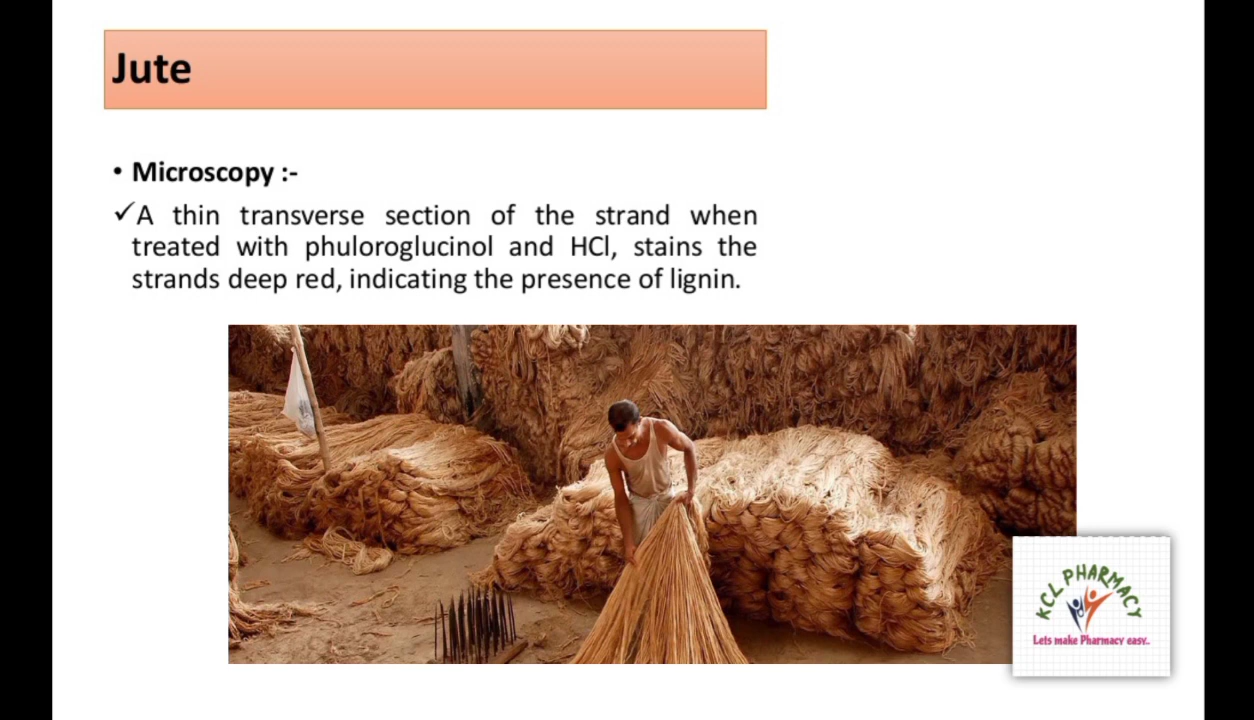 Jute
• Microscopy :-
✓A thin transverse section of the strand when
treated with phuloroglucinol and HCl, stains the
strands deep red, indicating the presence of lignin.
KCL PHARMACY
Lets make Pharmacy easy..